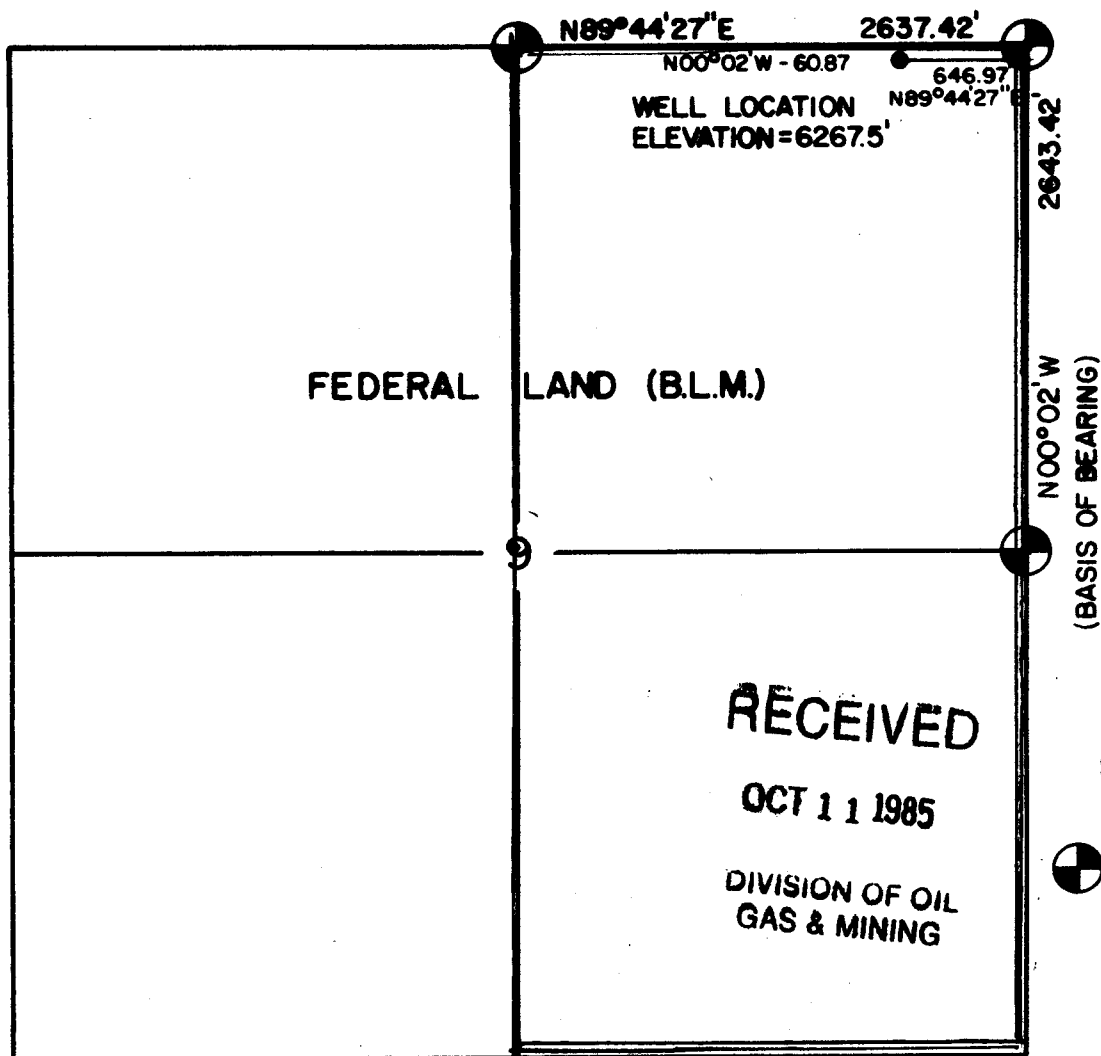 N89°44'27"E 2637.42'
N00°02'W - 60.87
646.97
N89°44'27"E
WELL LOCATION
ELEVATION=6267.5'
2643.42
FEDERAL LAND (B.L.M.)
N00°02'W
(BASIS OF BEARING)
9
RECEIVED
OCT 11 1985
DIVISION OF OIL
GAS & MINING